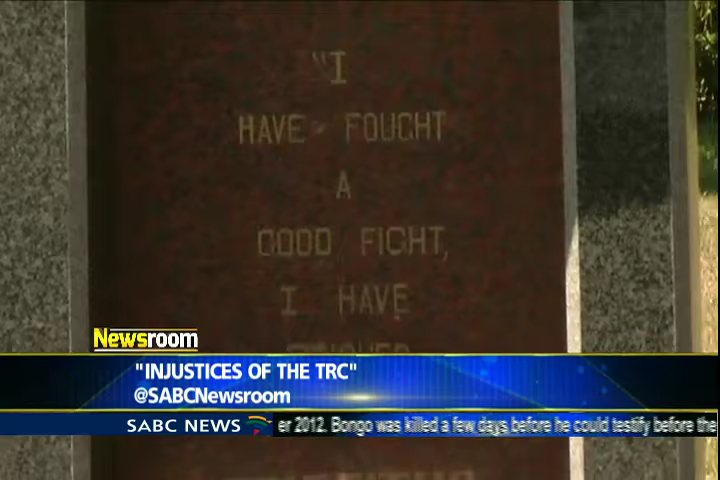 "I
HAVE FOUGHT
A
GOOD FIGHT,
I HAVE
Newsroom
"INJUSTICES OF THE TRC"
@SABCNewsroom
SABC NEWS er 2012. Bongo was killed a few days before he could testify before the